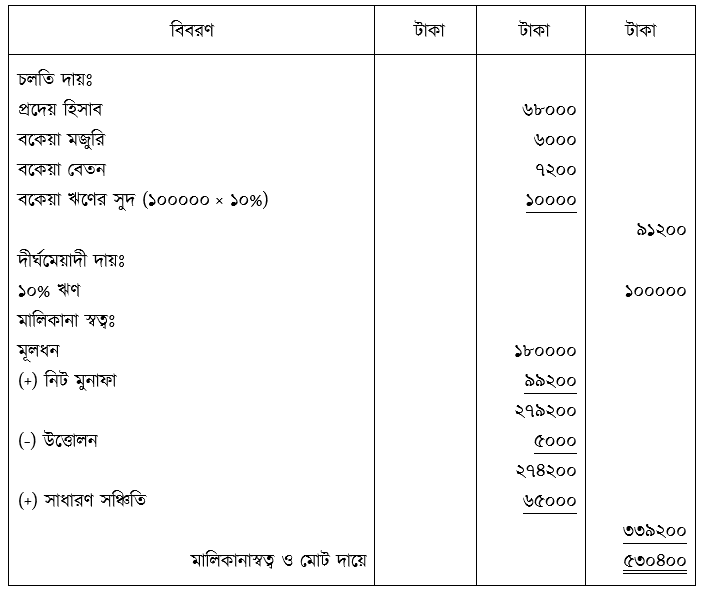 বিবরণ টাকা টাকা টাকা
চলতি দায়ঃ
প্রদেয় হিসাব ৬৮০০০
বকেয়া মজুরি ৬০০০
বকেয়া বেতন ৭২০০
বকেয়া ঋণের সুদ (১০০০০০ × ১০%) ১০০০০
৯১২০০
দীর্ঘমেয়াদী দায়ঃ
১০% ঋণ ১০০০০০
মালিকানা স্বত্বঃ
মূলধন ১৮০০০০
(+) নিট মুনাফা ৯৯২০০
২৭৯২০০
(-) উত্তোলন ৫০০০
২৭৪২০০
(+) সাধারণ সঞ্চিতি ৬৫০০০
৩৩৯২০০
মালিকানাস্বত্ব ও মোট দায়ে ৫৩০৪০০